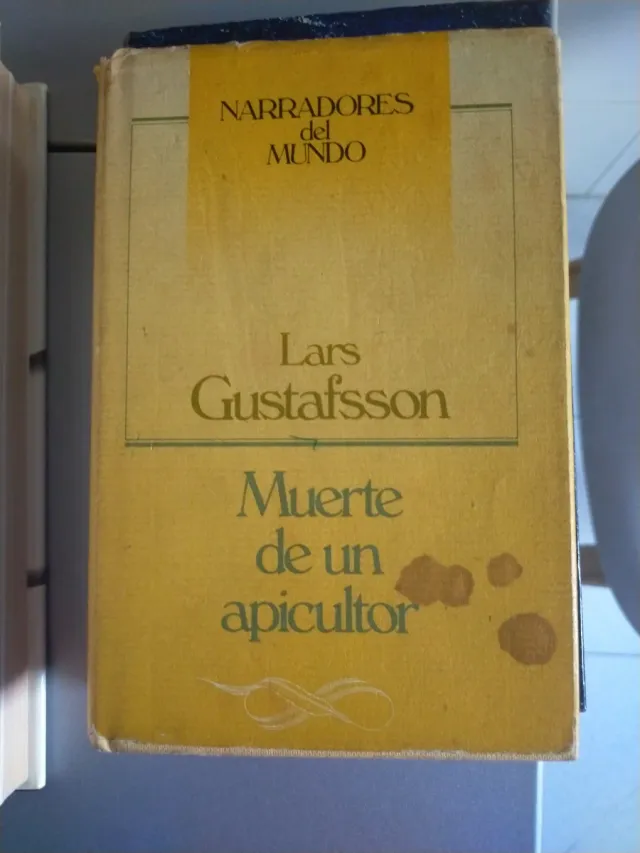 NARRADORES
del
MUNDO
Lars
Gustafsson
Muerte
de un
apicultor